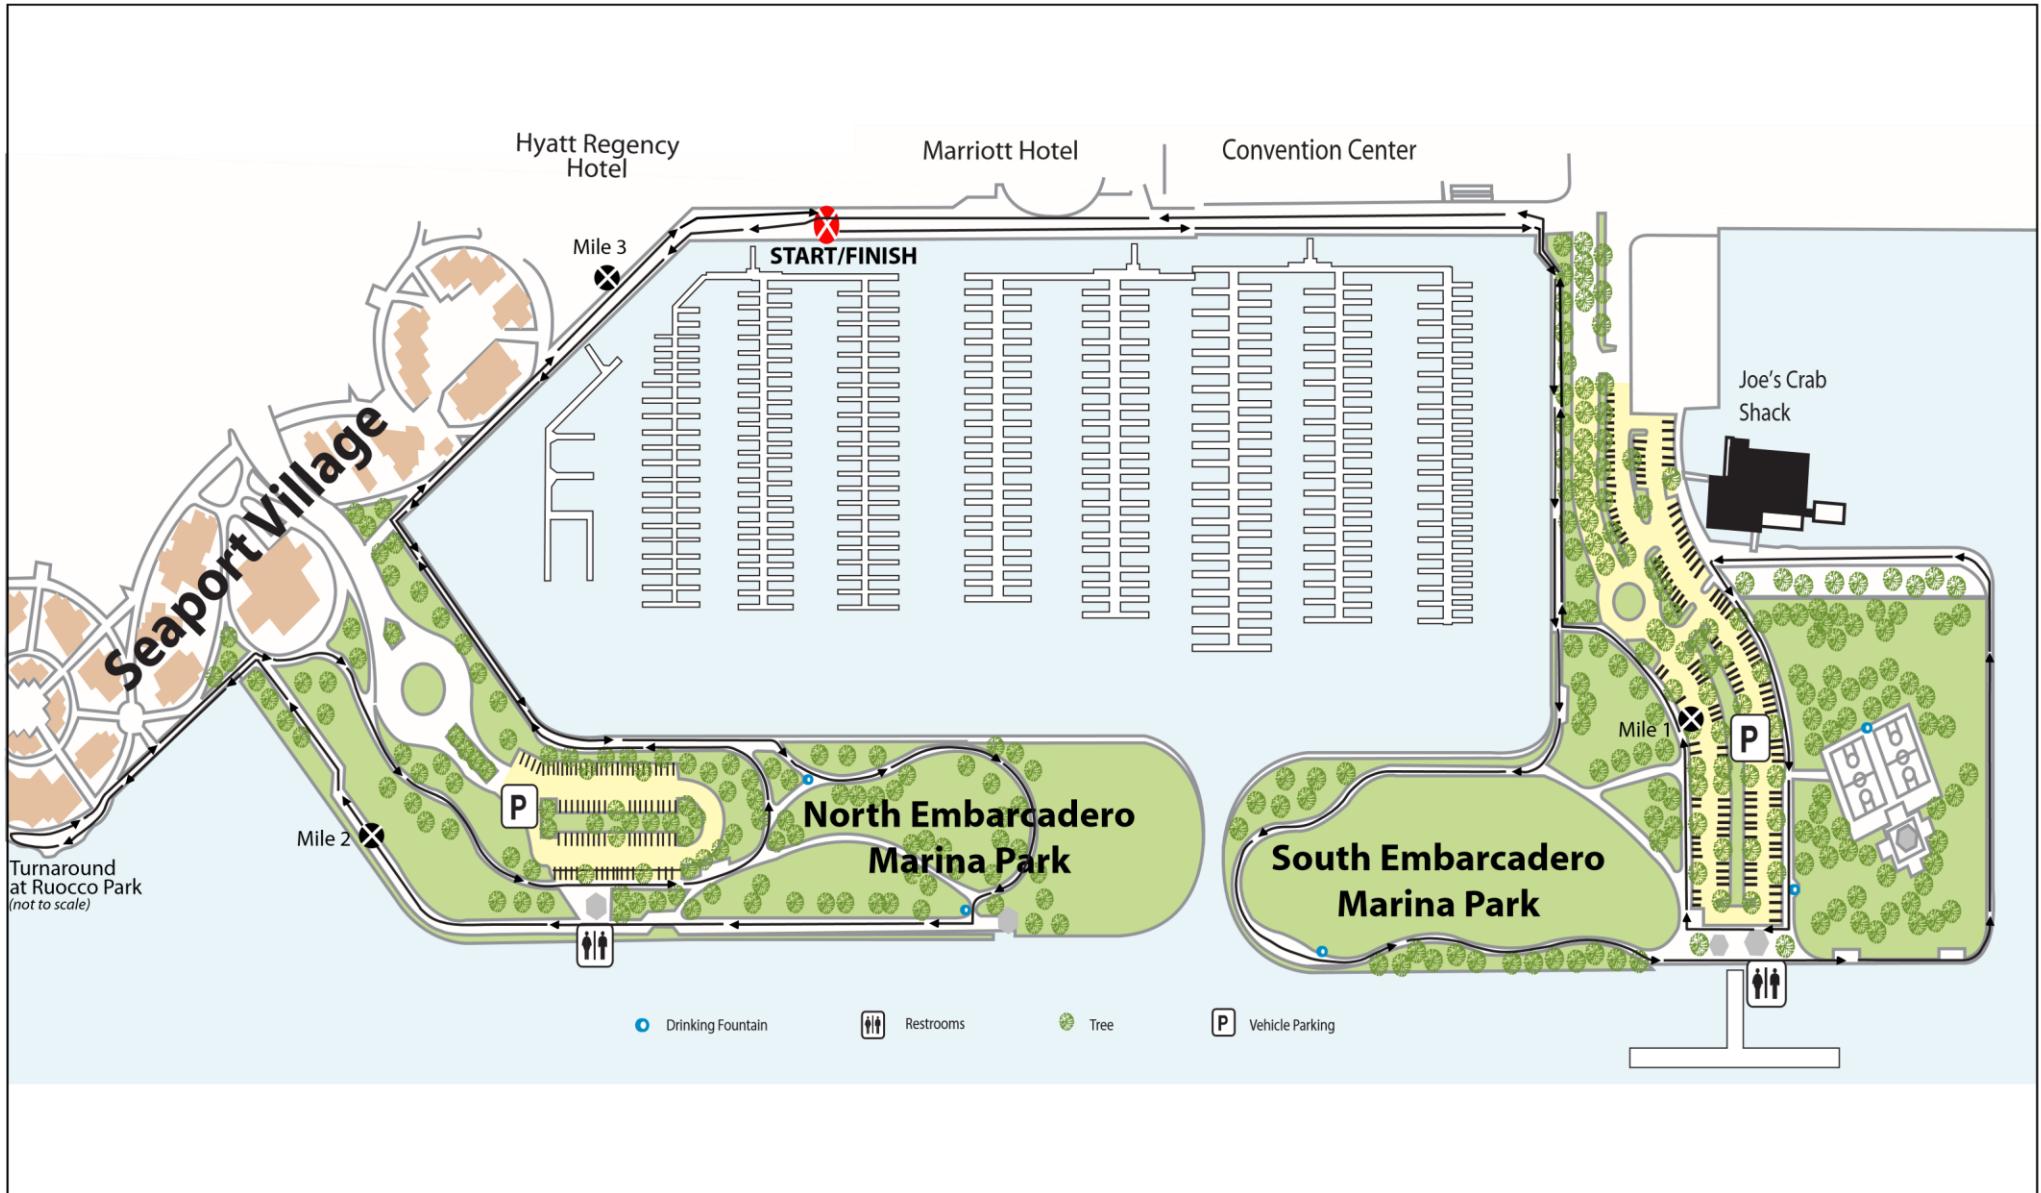 Hyatt Regency
Hotel
Marriott Hotel
Convention Center
Mile 3
START/FINISH
Joe's Crab
Shack
Seaport Village
Mile 1
P
P
North Embarcadero
Marina Park
South Embarcadero
Marina Park
Mile 2
Turnaround
at Ruocco Park
(not to scale)
Drinking Fountain
Restrooms
Tree
P
Vehicle Parking